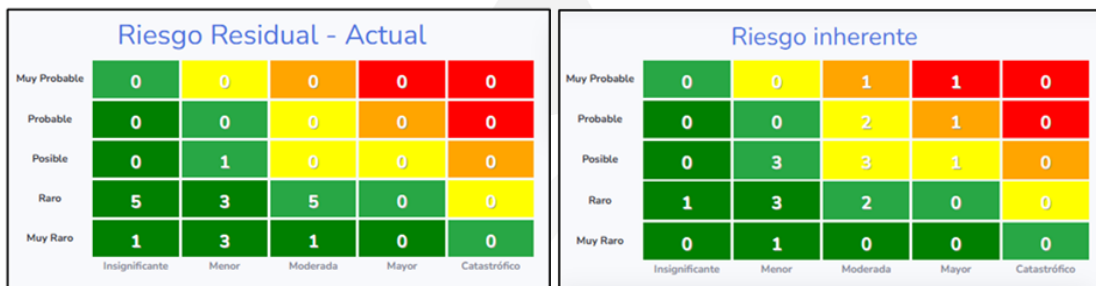 Riesgo Residual - Actual
Muy Probable 0 0 0 0 0
Probable 0 0 0 0 0
Posible 0 1 0 0 0
Raro 5 3 5 0 0
Muy Raro 1 3 1 0 0
Insignificante Menor Moderada Mayor Catastrófico
Riesgo inherente
Muy Probable 0 0 1 1 0
Probable 0 0 2 1 0
Posible 0 3 3 1 0
Raro 1 3 2 0 0
Muy Raro 0 1 0 0 0
Insignificante Menor Moderada Mayor Catastrófico